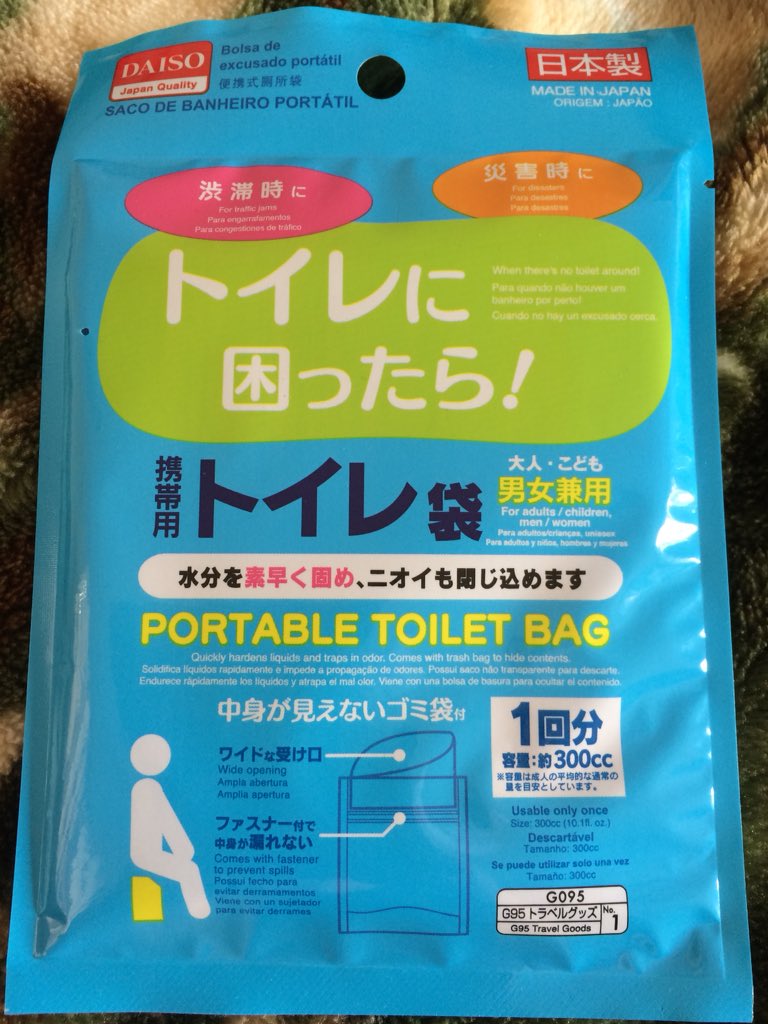 DAISO
Japan Quality
Bolsa de
excusado portátil
便携式厕所袋
SACO DE BANHEIRO PORTÁTIL
日本製
MADE IN JAPAN
ORIGEM : JAPÃO
渋滞時に
For traffic jams
Para engarrafamentos
Para congestiones de tráfico
災害時に
For disasters
Para desastres
Para desastres
トイレに
困ったら!
When there's no toilet around!
Para quando não houver um
banheiro por perto!
Cuando no hay un excusado cerca.
携帯用
トイレ袋
大人・こども
男女兼用
For adults / children,
men / women
Para adultos/crianças, unissex
Para adultos y niños, hombres y mujeres
水分を素早く固め、ニオイも閉じ込めます
PORTABLE TOILET BAG
Quickly hardens liquids and traps in odor. Comes with trash bag to hide contents.
Solidifica líquidos rapidamente e impede a propagação de odores. Possui saco não transparente para descarte.
Endurece rápidamente los líquidos y atrapa el mal olor. Viene con una bolsa de basura para ocultar el contenido.
中身が見えないゴミ袋付
ワイドな受け口
Wide opening
Ampla abertura
Amplia apertura
ファスナー付で
中身が漏れない
Comes with fastener
to prevent spills
Possui fecho para
evitar derramamentos
Viene con un sujetador
para evitar derrames
1回分
容量:約300cc
※容量は成人の平均的な通常の
量を目安としています。
Usable only once
Size: 300cc (10.1fl. oz.)
Descartável
Tamanho: 300cc
Se puede utilizar solo una vez
Tamaño: 300cc
G095
G95 トラベルグッズ
G95 Travel Goods
No.
1